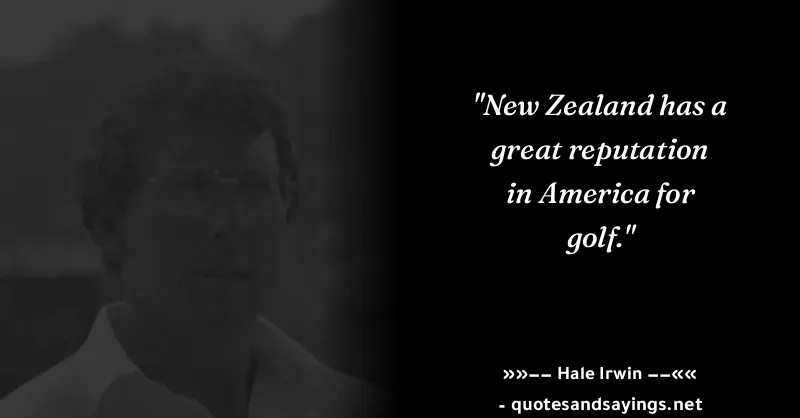 "New Zealand has a
great reputation
in America for
golf."
»»−− Hale Irwin −−««
- quotesandsayings.net